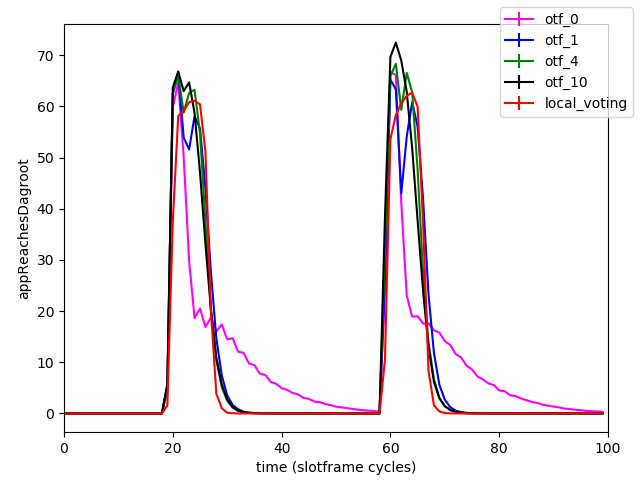 otf_0
otf_1
otf_4
otf_10
local_voting
appReachesDagroot
70
60
50
40
30
20
10
0
0 20 40 60 80 100
time (slotframe cycles)